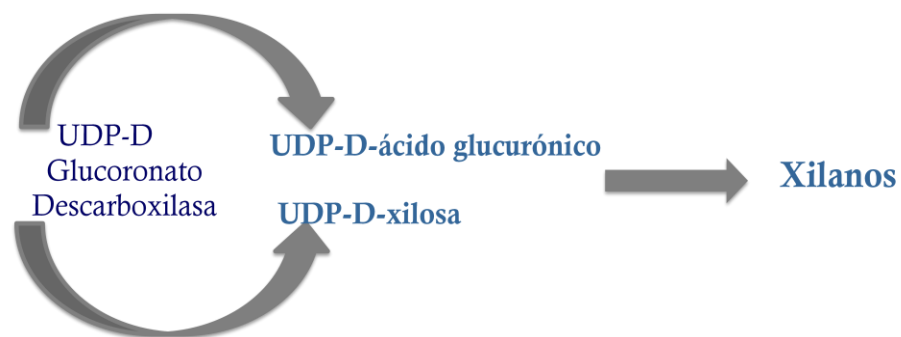 UDP-D
Glucoronato
Descarboxilasa
UDP-D-ácido glucurónico
UDP-D-xilosa
Xilanos